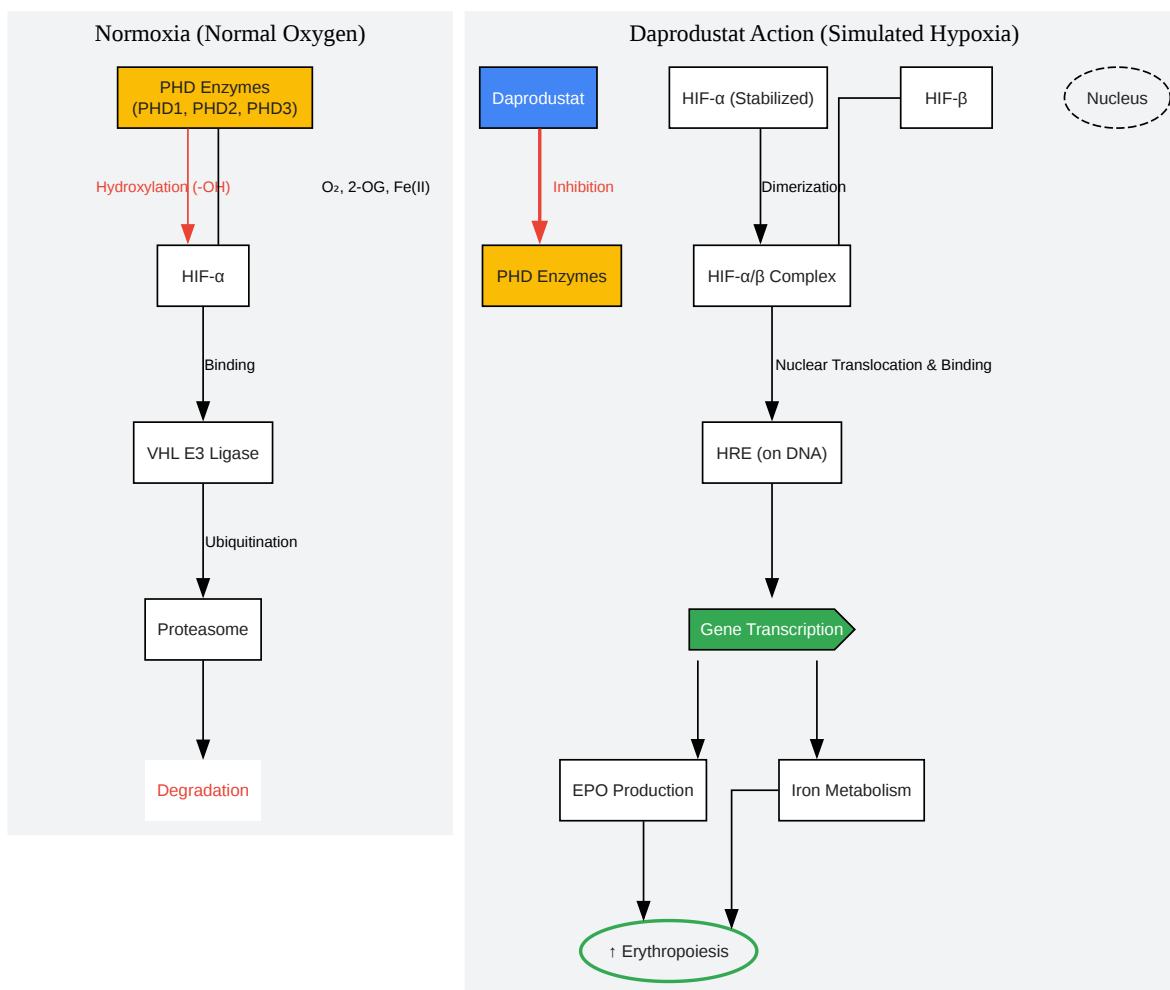 Normoxia (Normal Oxygen)
PHD Enzymes
(PHD1, PHD2, PHD3)
Hydroxylation (-OH)
O₂, 2-OG, Fe(II)
HIF-α
Binding
VHL E3 Ligase
Ubiquitination
Proteasome
Degradation
Daprodustat Action (Simulated Hypoxia)
Daprodustat
HIF-α (Stabilized)
HIF-β
Nucleus
Inhibition
Dimerization
PHD Enzymes
HIF-α/β Complex
Nuclear Translocation & Binding
HRE (on DNA)
Gene Transcription
EPO Production
Iron Metabolism
↑ Erythropoiesis